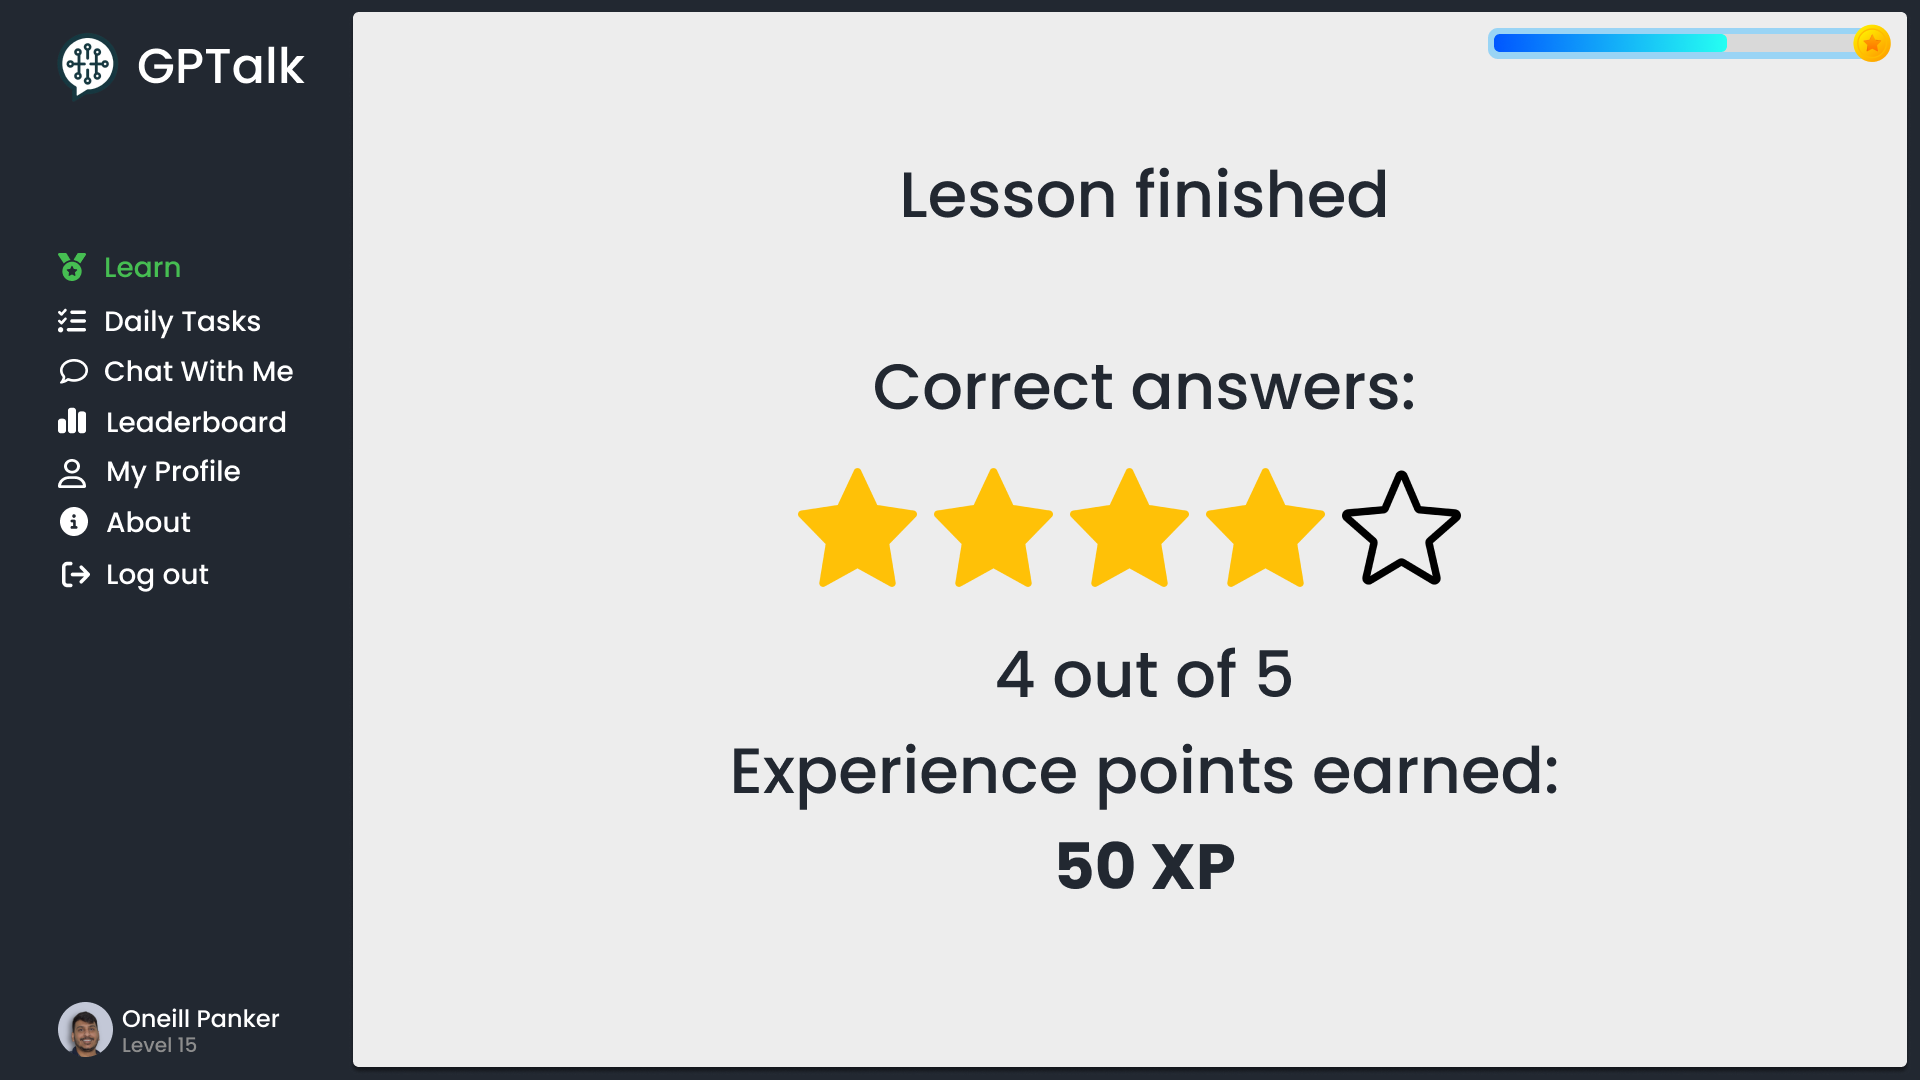 GPTalk
Learn
Daily Tasks
Chat With Me
Leaderboard
My Profile
About
Log out
Oneill Panker
Level 15
Lesson finished
Correct answers:
4 out of 5
Experience points earned:
50 XP